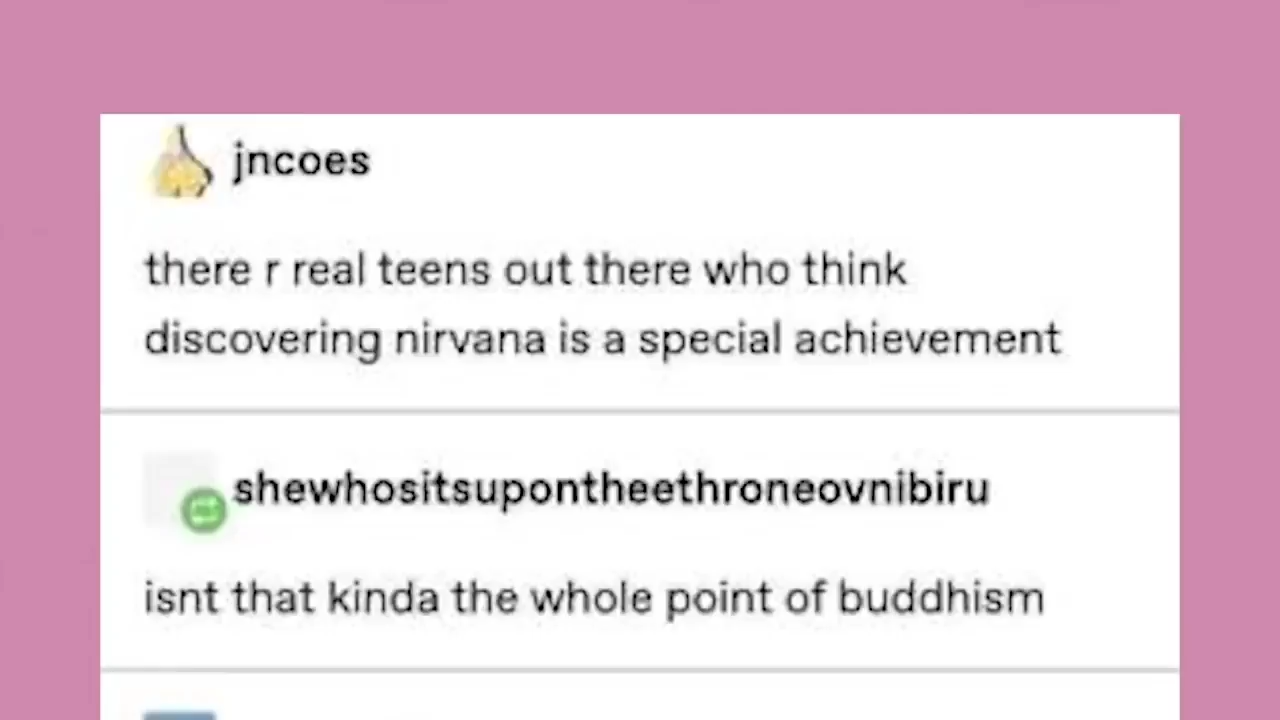 jncoes
there r real teens out there who think
discovering nirvana is a special achievement
shewhositsupontheethroneovnibiru
isnt that kinda the whole point of buddhism